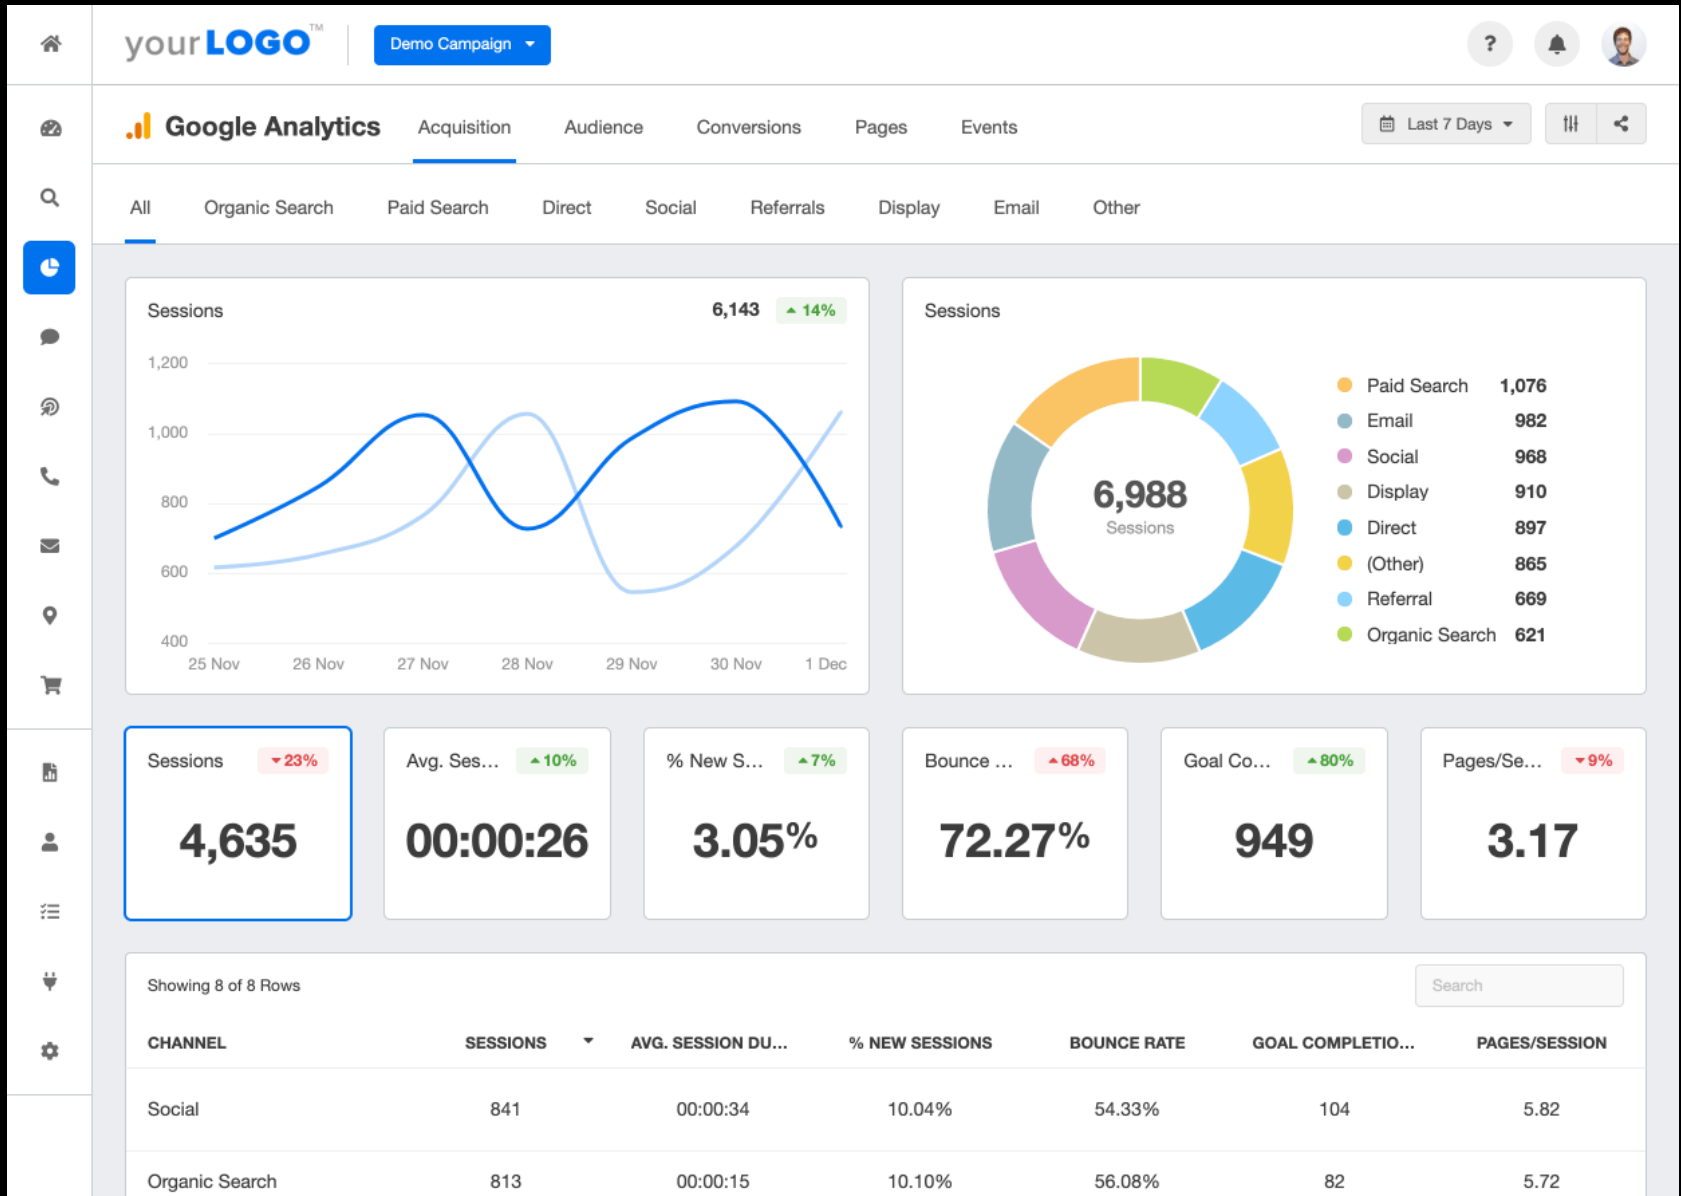 yourLOGO™
Demo Campaign
?
Google Analytics
Acquisition
Audience
Conversions
Pages
Events
Last 7 Days
All
Organic Search
Paid Search
Direct
Social
Referrals
Display
Email
Other
Sessions
6,143
14%
1,200
1,000
800
600
400
25 Nov
26 Nov
27 Nov
28 Nov
29 Nov
30 Nov
1 Dec
Sessions
6,988
Sessions
Paid Search 1,076
Email 982
Social 968
Display 910
Direct 897
(Other) 865
Referral 669
Organic Search 621
Sessions
23%
4,635
Avg. Ses...
10%
00:00:26
% New S...
7%
3.05%
Bounce ...
68%
72.27%
Goal Co...
80%
949
Pages/Se...
9%
3.17
Showing 8 of 8 Rows
Search
CHANNEL SESSIONS AVG. SESSION DU... % NEW SESSIONS BOUNCE RATE GOAL COMPLETIO... PAGES/SESSION
Social 841 00:00:34 10.04% 54.33% 104 5.82
Organic Search 813 00:00:15 10.10% 56.08% 82 5.72